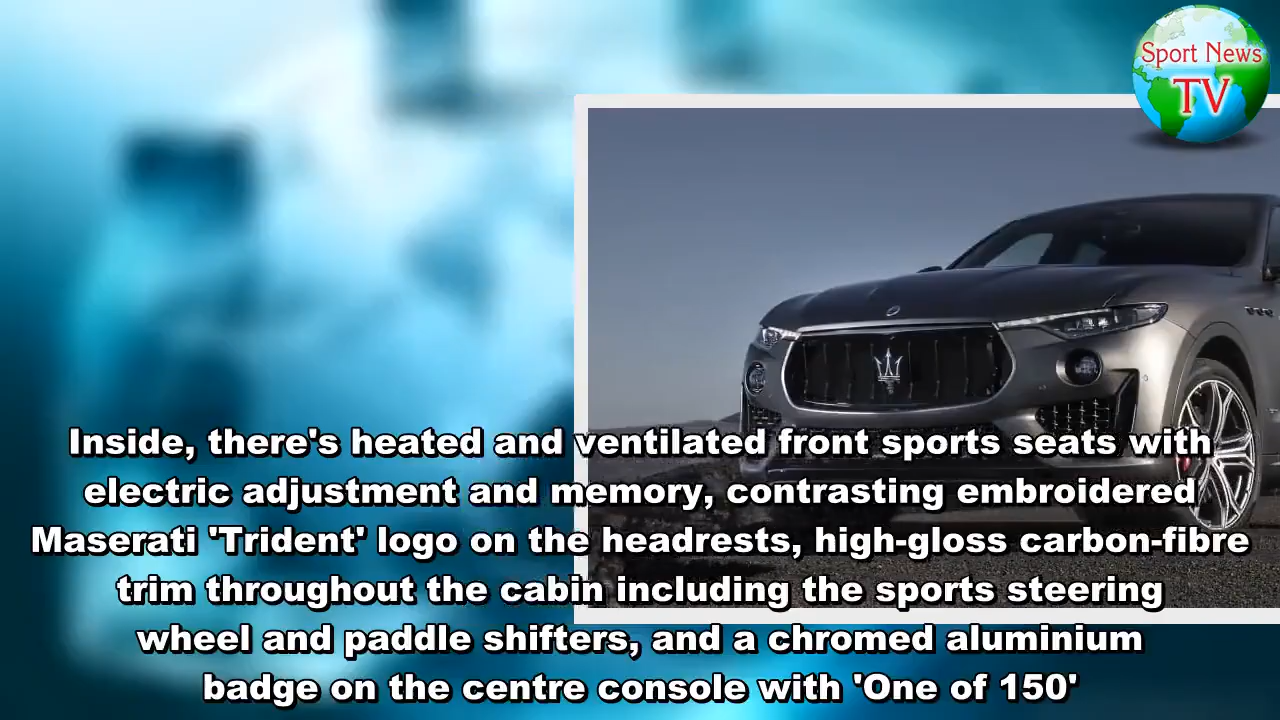 Sport News
TV
Inside, there's heated and ventilated front sports seats with
electric adjustment and memory, contrasting embroidered
Maserati 'Trident' logo on the headrests, high-gloss carbon-fibre
trim throughout the cabin including the sports steering
wheel and paddle shifters, and a chromed aluminium
badge on the centre console with 'One of 150'